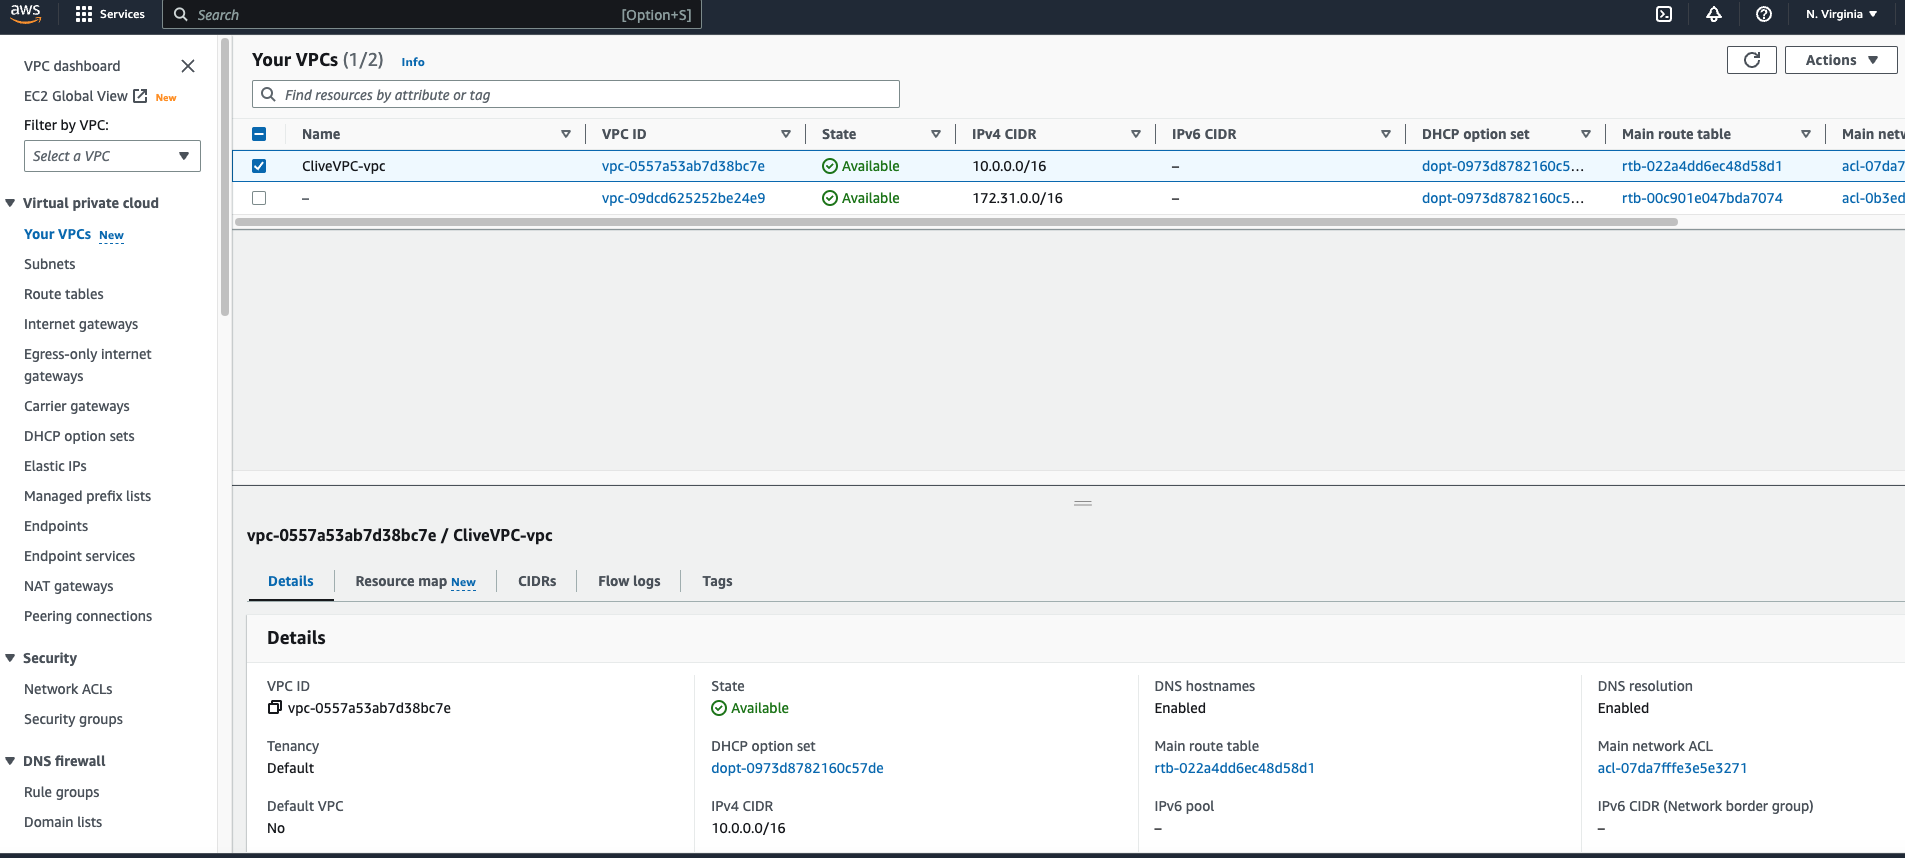 aws Services Search [Option+S] N. Virginia
VPC dashboard
EC2 Global View New
Filter by VPC:
Select a VPC
Virtual private cloud
Your VPCs New
Subnets
Route tables
Internet gateways
Egress-only internet
gateways
Carrier gateways
DHCP option sets
Elastic IPs
Managed prefix lists
Endpoints
Endpoint services
NAT gateways
Peering connections
Security
Network ACLs
Security groups
DNS firewall
Rule groups
Domain lists
Your VPCs (1/2) Info
Actions
Find resources by attribute or tag
Name VPC ID State IPv4 CIDR IPv6 CIDR DHCP option set Main route table Main netw
CliveVPC-vpc vpc-0557a53ab7d38bc7e Available 10.0.0.0/16 – dopt-0973d8782160c5... rtb-022a4dd6ec48d58d1 acl-07da7
– vpc-09dcd625252be24e9 Available 172.31.0.0/16 – dopt-0973d8782160c5... rtb-00c901e047bda7074 acl-0b3ed
vpc-0557a53ab7d38bc7e / CliveVPC-vpc
Details Resource map New CIDRs Flow logs Tags
Details
VPC ID State DNS hostnames DNS resolution
vpc-0557a53ab7d38bc7e Available Enabled Enabled
Tenancy DHCP option set Main route table Main network ACL
Default dopt-0973d8782160c57de rtb-022a4dd6ec48d58d1 acl-07da7fffe3e5e3271
Default VPC IPv4 CIDR IPv6 pool IPv6 CIDR (Network border group)
No 10.0.0.0/16 – –